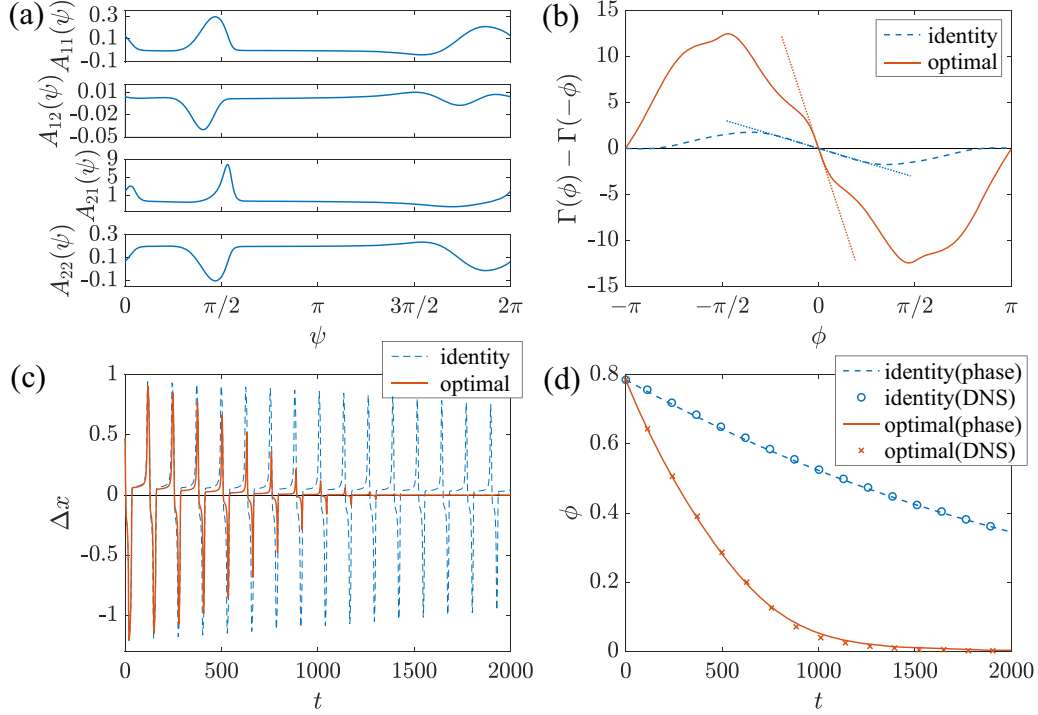 (a)
A₁₁(ψ)
0.3
0.1
-0.1
A₁₂(ψ)
0.01
-0.02
-0.05
A₂₁(ψ)
9
5
1
A₂₂(ψ)
0.3
0.1
-0.1
0 π/2 π 3π/2 2π
ψ
(b)
Γ(ϕ) − Γ(−ϕ)
15
10
5
0
-5
-10
-15
identity
optimal
−π −π/2 0 π/2 π
ϕ
(c)
identity
optimal
Δx
1
0.5
0
-0.5
-1
0 500 1000 1500 2000
t
(d)
identity(phase)
identity(DNS)
optimal(phase)
optimal(DNS)
ϕ
0.8
0.6
0.4
0.2
0
0 500 1000 1500 2000
t